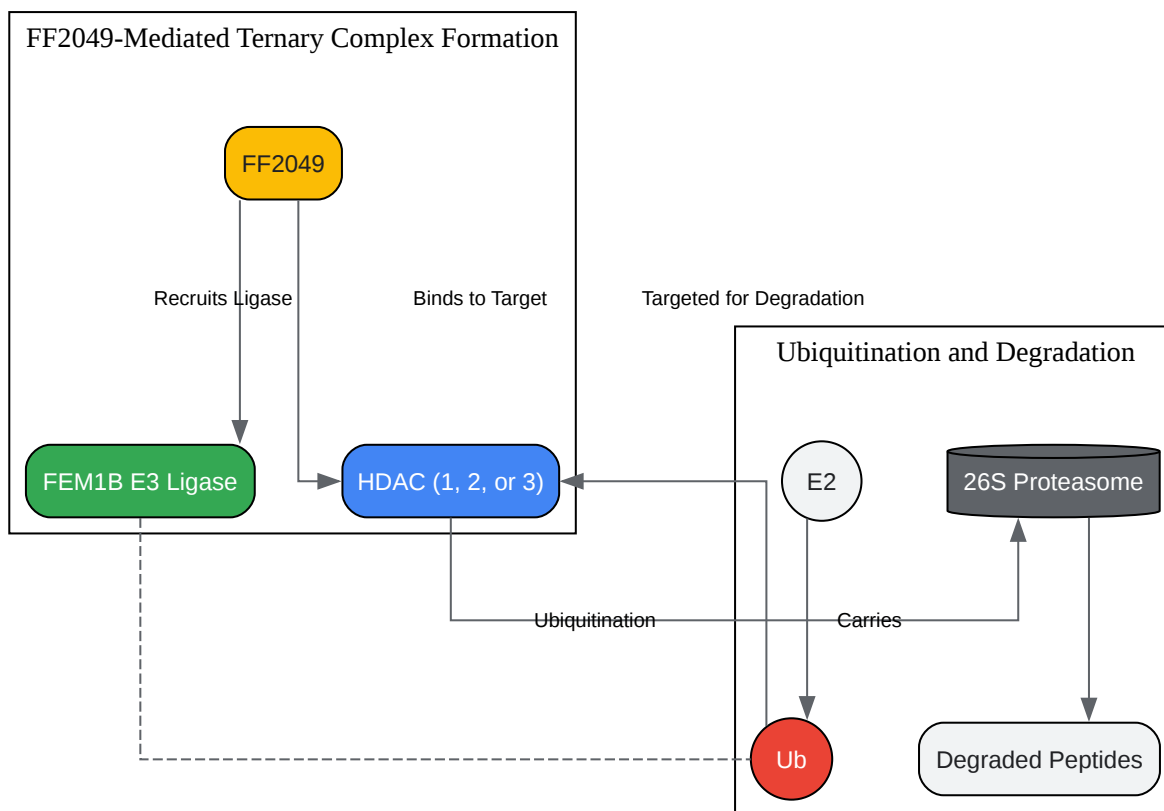 FF2049-Mediated Ternary Complex Formation
FF2049
Recruits Ligase
Binds to Target
Targeted for Degradation
Ubiquitination and Degradation
FEM1B E3 Ligase
HDAC (1, 2, or 3)
E2
26S Proteasome
Ubiquitination
Carries
Ub
Degraded Peptides